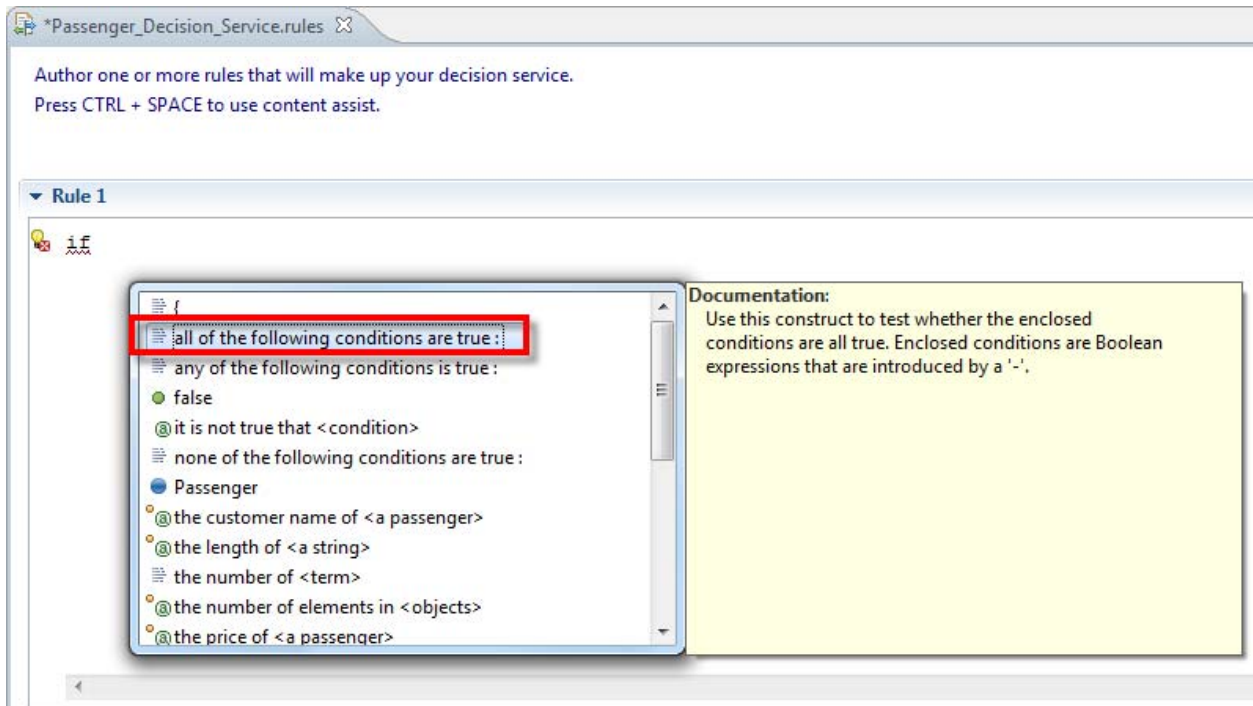 *Passenger_Decision_Service.rules
Author one or more rules that will make up your decision service.
Press CTRL + SPACE to use content assist.
Rule 1
if
{
all of the following conditions are true :
any of the following conditions is true :
false
it is not true that <condition>
none of the following conditions are true :
Passenger
the customer name of <a passenger>
the length of <a string>
the number of <term>
the number of elements in <objects>
the price of <a passenger>
Documentation:
Use this construct to test whether the enclosed
conditions are all true. Enclosed conditions are Boolean
expressions that are introduced by a '-'.